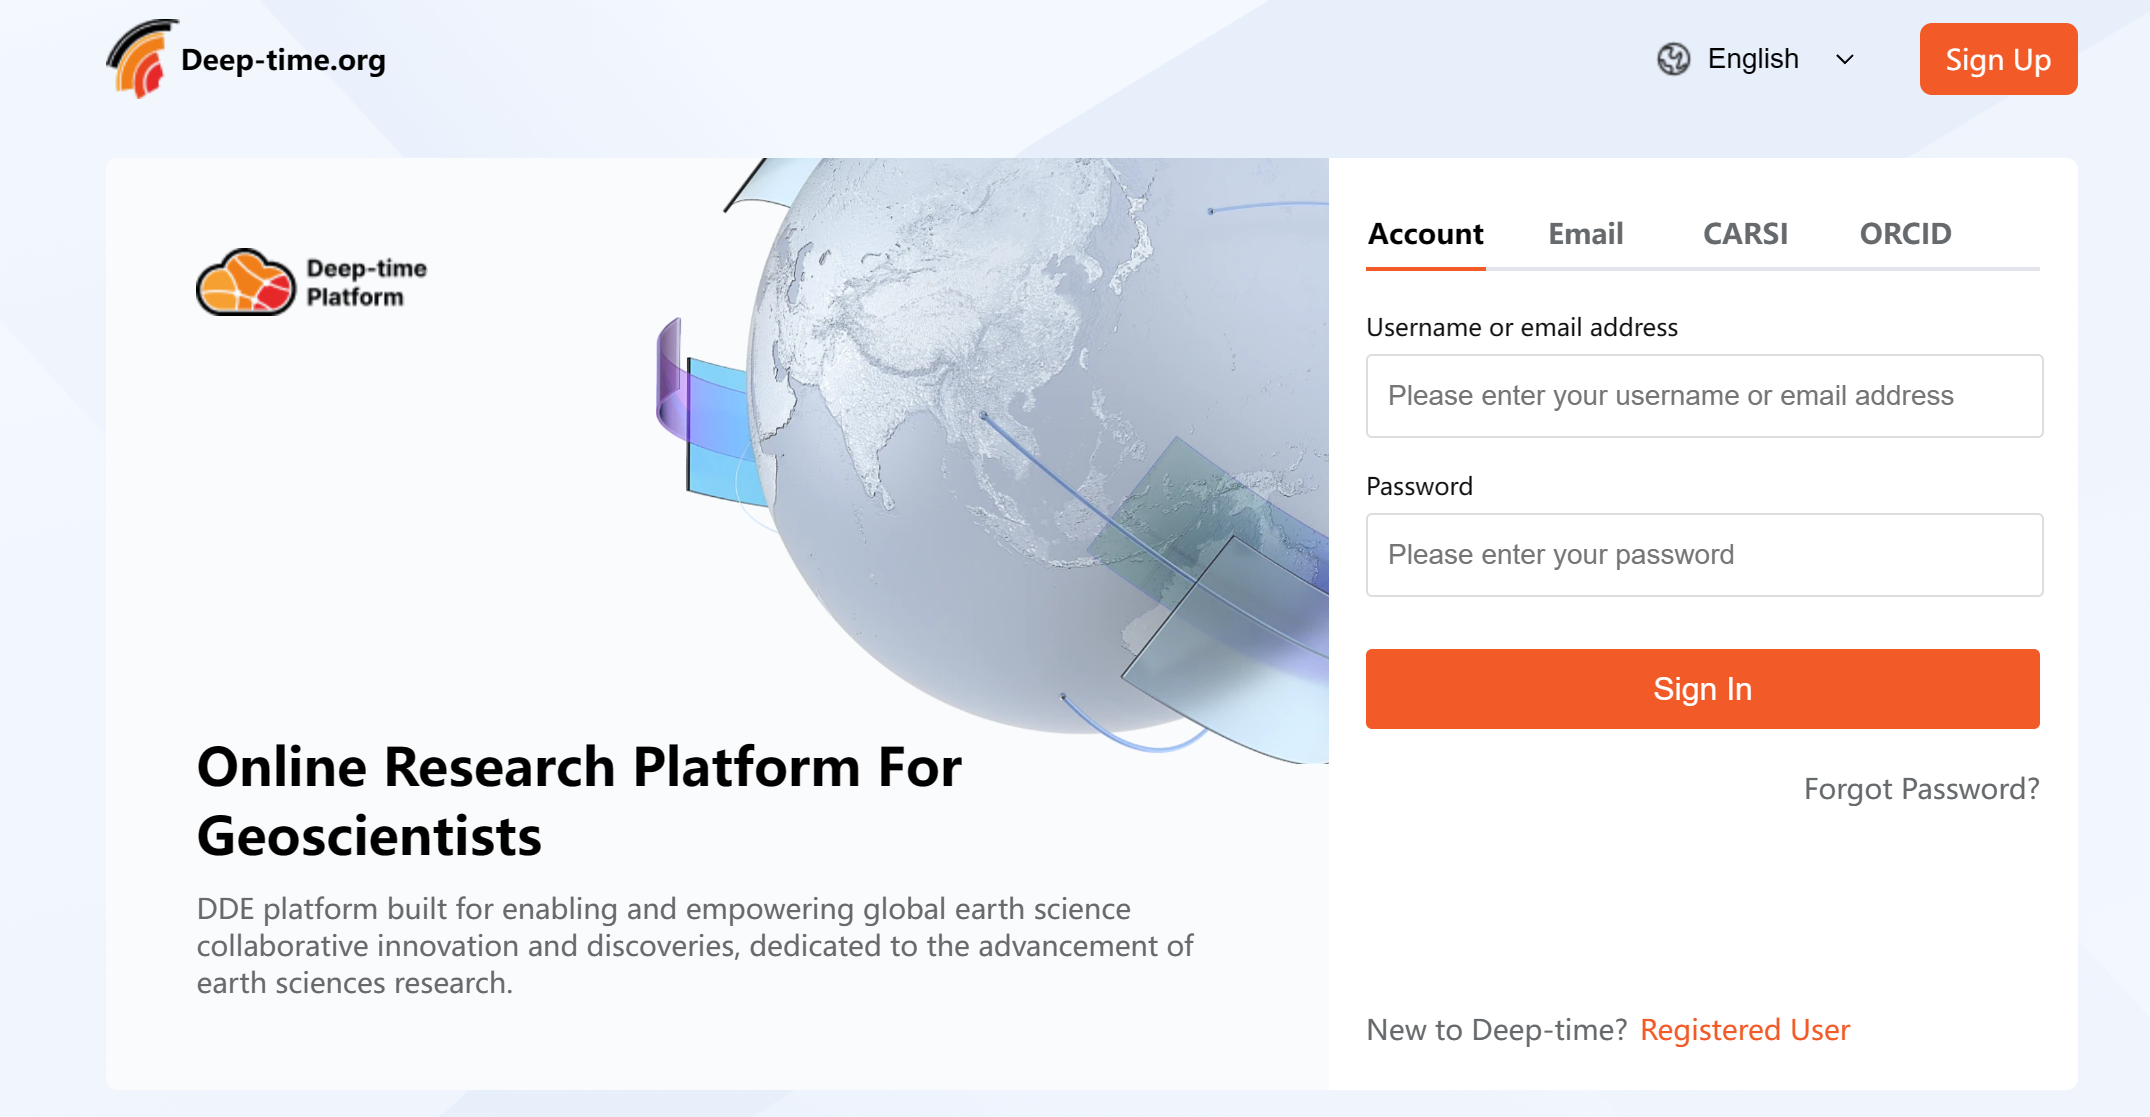 Deep-time.org
English
Sign Up
Deep-time
Platform
Online Research Platform For
Geoscientists
DDE platform built for enabling and empowering global earth science
collaborative innovation and discoveries, dedicated to the advancement of
earth sciences research.
Account
Email
CARSI
ORCID
Username or email address
Please enter your username or email address
Password
Please enter your password
Sign In
Forgot Password?
New to Deep-time? Registered User